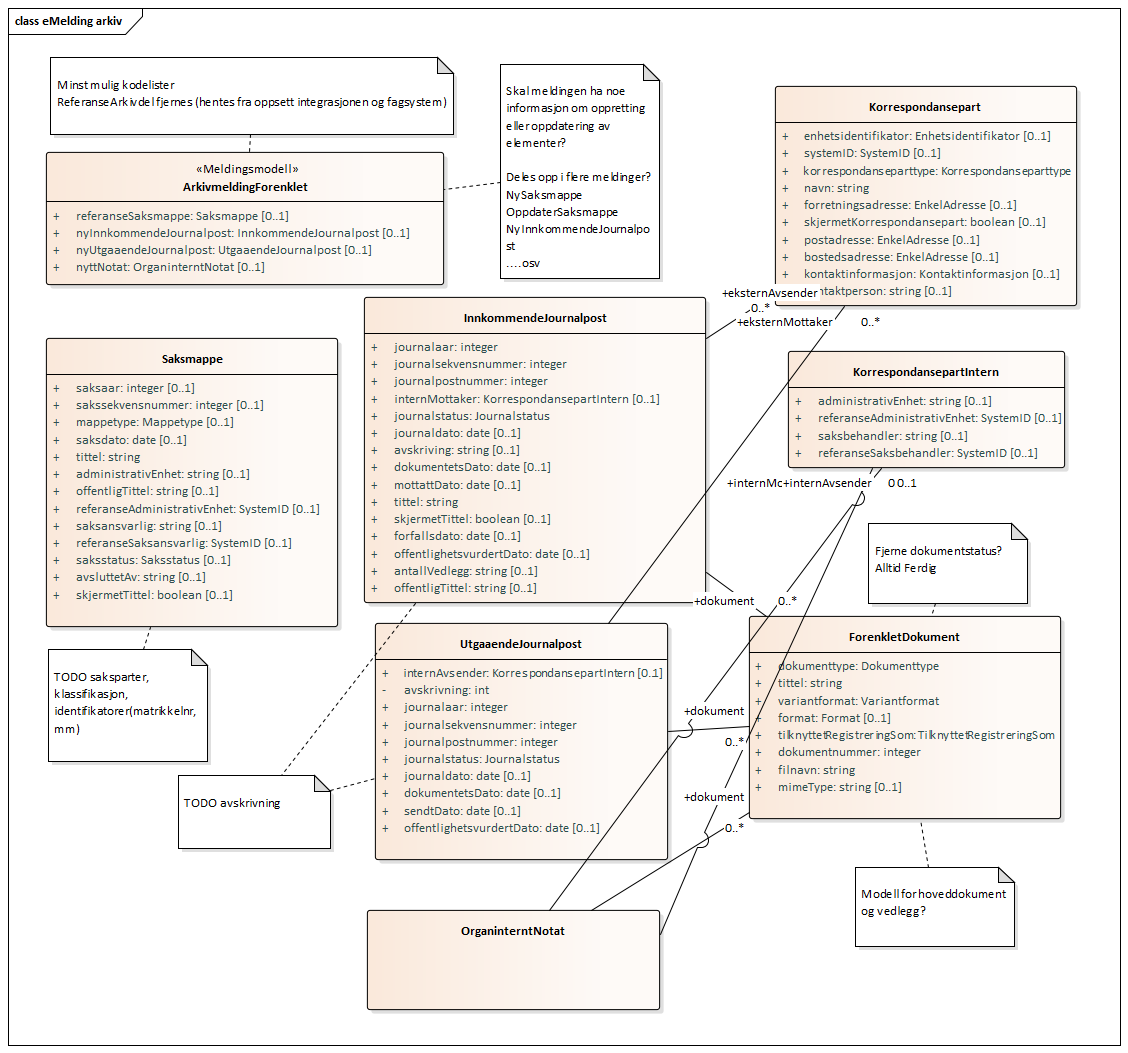 class eMelding arkiv
Minst mulig kodelister
ReferanseArkivdel fjernes (hentes fra oppsett integrasjonen og fagsystem)
«Meldingsmodell»
ArkivmeldingForenklet
+ referanseSaksmappe: Saksmappe [0..1]
+ nyInnkommendeJournalpost: InnkommendeJournalpost [0..1]
+ nyUtgaaendeJournalpost: UtgaaendeJournalpost [0..1]
+ nyttNotat: OrganinterntNotat [0..1]
Skal meldingen ha noe
informasjon om oppretting
eller oppdatering av
elementer?
Deles opp i flere meldinger?
NySaksmappe
OppdaterSaksmappe
NyInnkommendeJournalpo
st
....osv
Korrespondansepart
+ enhetsidentifikator: Enhetsidentifikator [0..1]
+ systemID: SystemID [0..1]
+ korrespondanseparttype: Korrespondanseparttype
+ navn: string
+ forretningsadresse: EnkelAdresse [0..1]
+ skjermetKorrespondansepart: boolean [0..1]
+ postadresse: EnkelAdresse [0..1]
+ bostedsadresse: EnkelAdresse [0..1]
+ kontaktinformasjon: Kontaktinformasjon [0..1]
ntaktperson: string [0..1]
+eksternAvsender
0..*
+eksternMottaker 0..*
InnkommendeJournalpost
+ journalaar: integer
+ journalsekvensnummer: integer
+ journalpostnummer: integer
+ internMottaker: KorrespondansepartIntern [0..1]
+ journalstatus: Journalstatus
+ journaldato: date [0..1]
+ avskriving: string [0..1]
+ dokumentetsDato: date [0..1]
+ mottattDato: date [0..1]
+ tittel: string
+ skjermetTittel: boolean [0..1]
+ forfallsdato: date [0..1]
+ offentlighetsvurdertDato: date [0..1]
+ antallVedlegg: string [0..1]
+ offentligTittel: string [0..1]
Saksmappe
+ saksaar: integer [0..1]
+ sakssekvensnummer: integer [0..1]
+ mappetype: Mappetype [0..1]
+ saksdato: date [0..1]
+ tittel: string
+ administrativEnhet: string [0..1]
+ offentligTittel: string [0..1]
+ referanseAdministrativEnhet: SystemID [0..1]
+ saksansvarlig: string [0..1]
+ referanseSaksansvarlig: SystemID [0..1]
+ saksstatus: Saksstatus [0..1]
+ avsluttetAv: string [0..1]
+ skjermetTittel: boolean [0..1]
KorrespondansepartIntern
+ administrativEnhet: string [0..1]
+ referanseAdministrativEnhet: SystemID [0..1]
+ saksbehandler: string [0..1]
+ referanseSaksbehandler: SystemID [0..1]
+internMc+internAvsender 0 0..1
Fjerne dokumentstatus?
Alltid Ferdig
+dokument 0..*
TODO saksparter,
klassifikasjon,
identifikatorer(matrikkelnr,
mm)
UtgaaendeJournalpost
+ internAvsender: KorrespondansepartIntern [0..1]
- avskrivning: int
+ journalaar: integer
+ journalsekvensnummer: integer
+ journalpostnummer: integer
+ journalstatus: Journalstatus
+ journaldato: date [0..1]
+ dokumentetsDato: date [0..1]
+ sendtDato: date [0..1]
+ offentlighetsvurdertDato: date [0..1]
ForenkletDokument
+ dokumenttype: Dokumenttype
+ tittel: string
+ variantformat: Variantformat
+ format: Format [0..1]
+ tilknyttetRegistreringSom: TilknyttetRegistreringSom
+ dokumentnummer: integer
+ filnavn: string
+ mimeType: string [0..1]
+dokument
0..*
+dokument
0..*
TODO avskrivning
Modell for hoveddokument
og vedlegg?
OrganinterntNotat